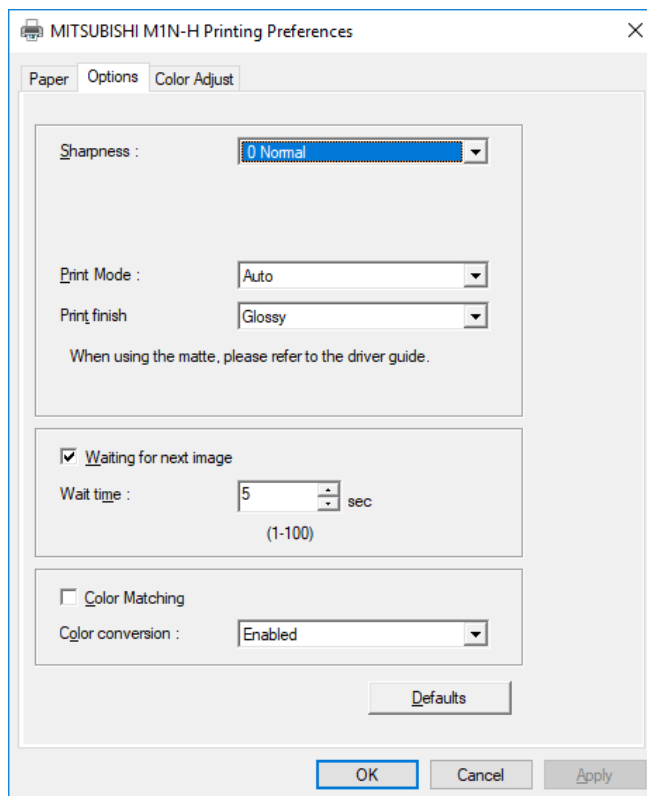 MITSUBISHI M1N-H Printing Preferences
Paper Options Color Adjust
Sharpness : 0 Normal
Print Mode : Auto
Print finish Glossy
When using the matte, please refer to the driver guide.
Waiting for next image
Wait time : 5 sec
(1-100)
Color Matching
Color conversion : Enabled
Defaults
OK Cancel Apply